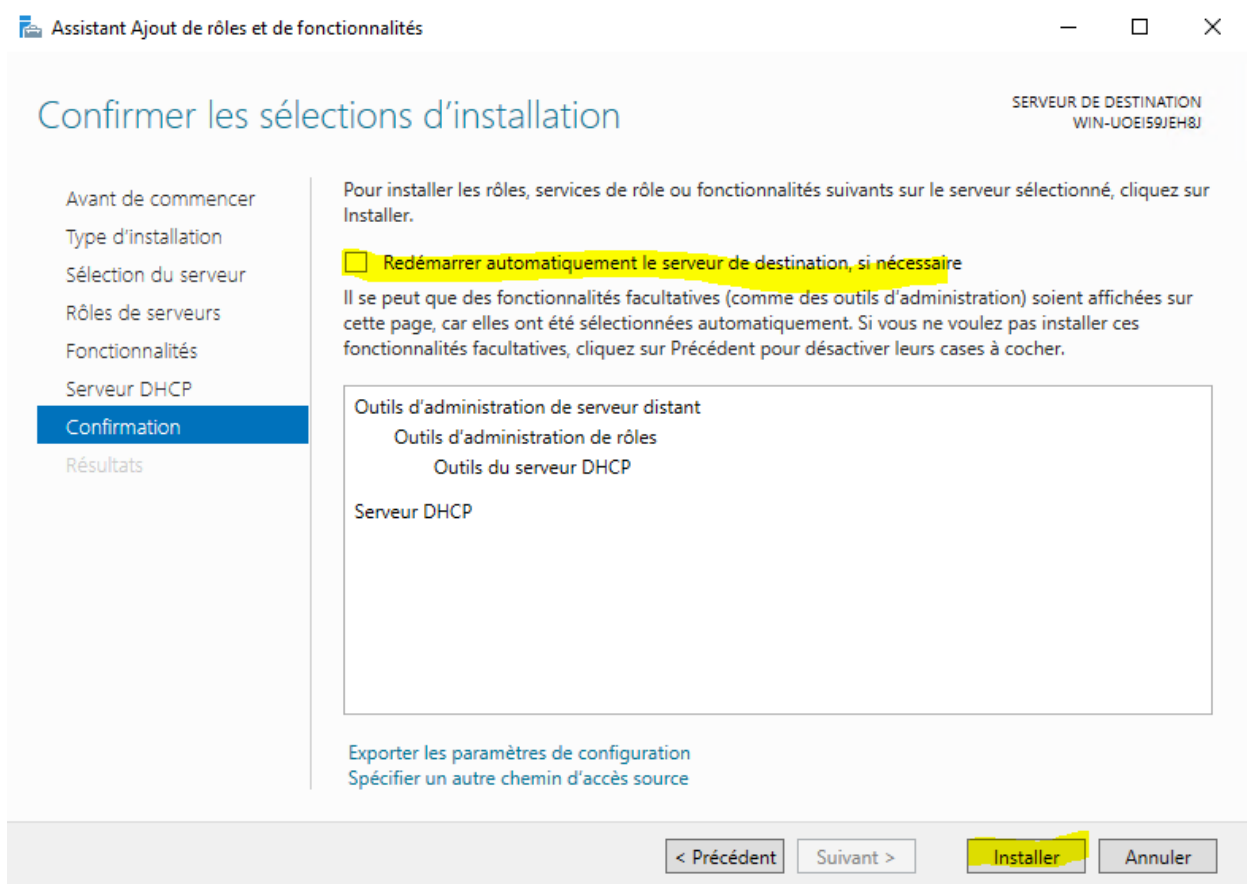 Assistant Ajout de rôles et de fonctionnalités
Confirmer les sélections d’installation
SERVEUR DE DESTINATION
WIN-UOEI59JEH8J
Avant de commencer
Type d’installation
Sélection du serveur
Rôles de serveurs
Fonctionnalités
Serveur DHCP
Confirmation
Résultats
Pour installer les rôles, services de rôle ou fonctionnalités suivants sur le serveur sélectionné, cliquez sur
Installer.
Redémarrer automatiquement le serveur de destination, si nécessaire
Il se peut que des fonctionnalités facultatives (comme des outils d’administration) soient affichées sur
cette page, car elles ont été sélectionnées automatiquement. Si vous ne voulez pas installer ces
fonctionnalités facultatives, cliquez sur Précédent pour désactiver leurs cases à cocher.
Outils d’administration de serveur distant
Outils d’administration de rôles
Outils du serveur DHCP
Serveur DHCP
Exporter les paramètres de configuration
Spécifier un autre chemin d’accès source
< Précédent
Suivant >
Installer
Annuler